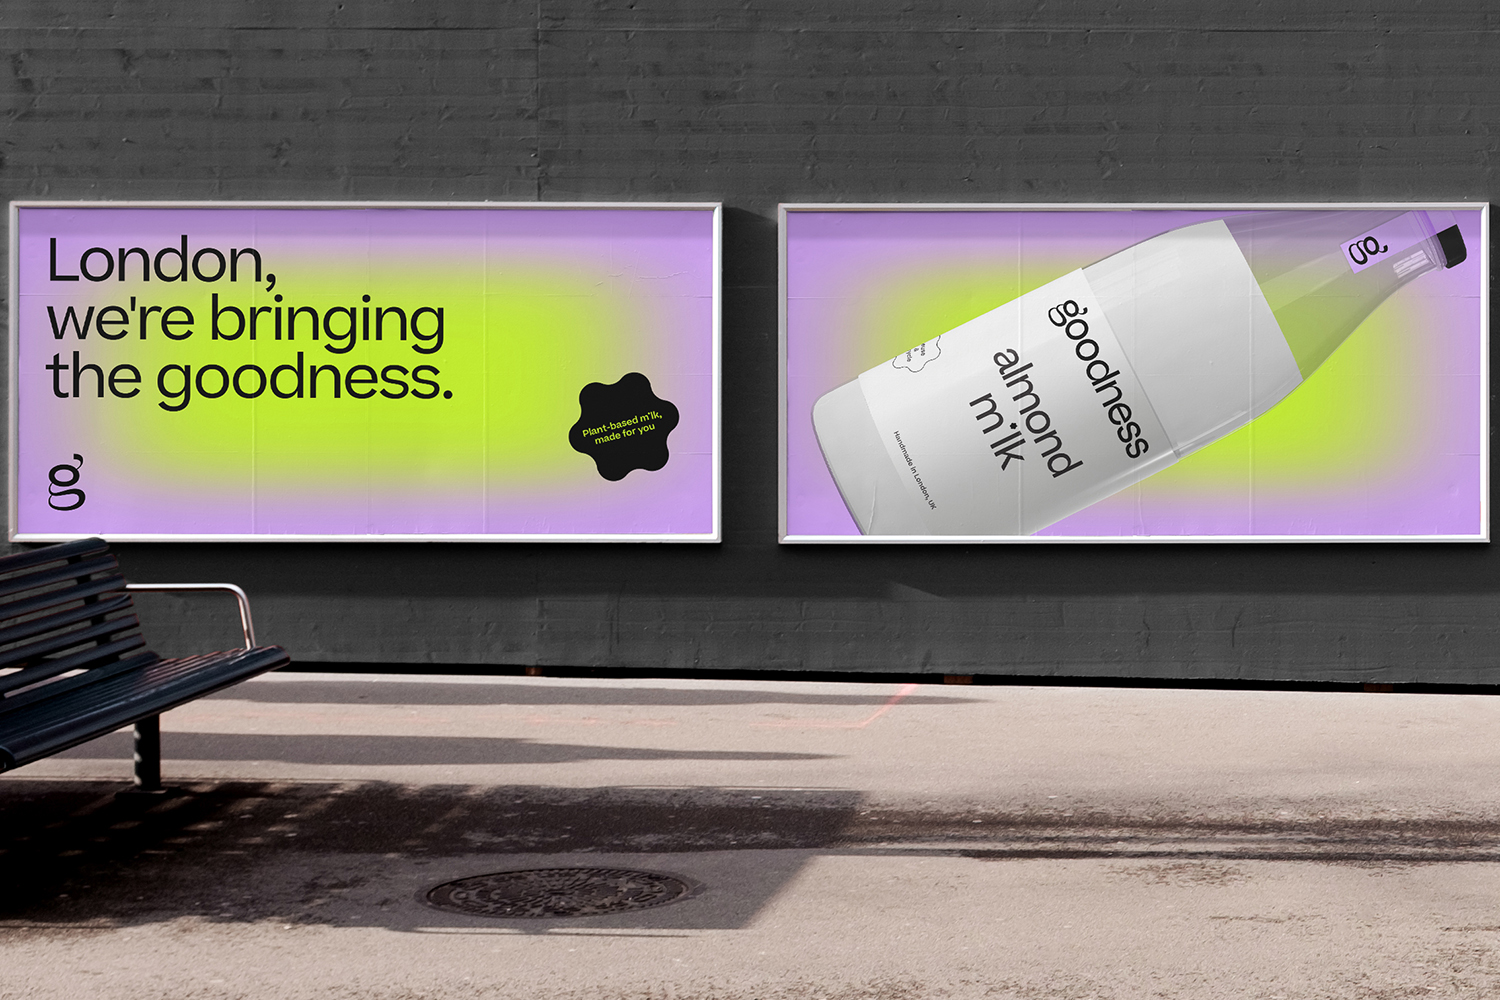 London,
we're bringing
the goodness.
Plant-based m*lk,
made for you
g
goodness
almond
m*lk
Handmade in London, UK
g